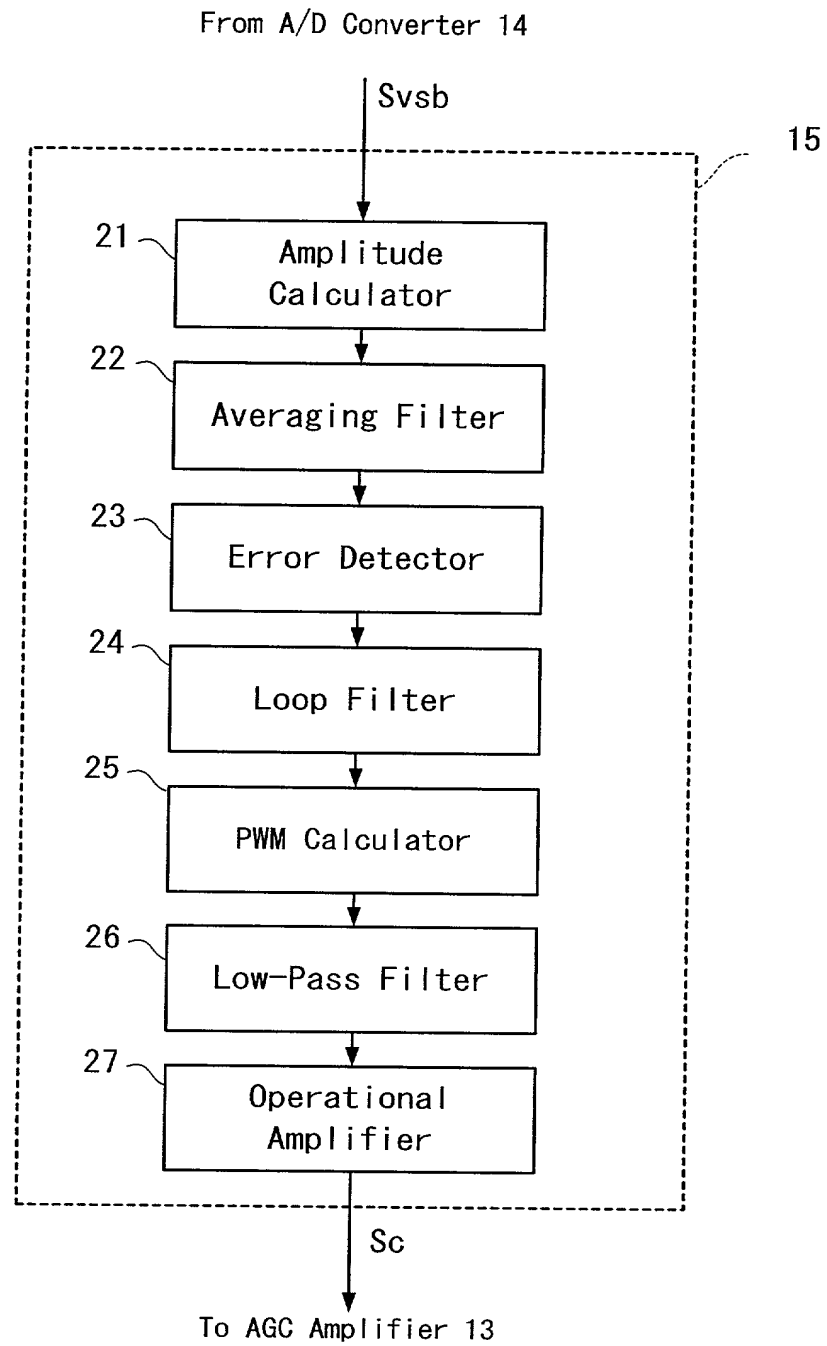 From A/D Converter 14
Svsb
15
21
Amplitude
Calculator
22
Averaging Filter
23
Error Detector
24
Loop Filter
25
PWM Calculator
26
Low-Pass Filter
27
Operational
Amplifier
Sc
To AGC Amplifier 13